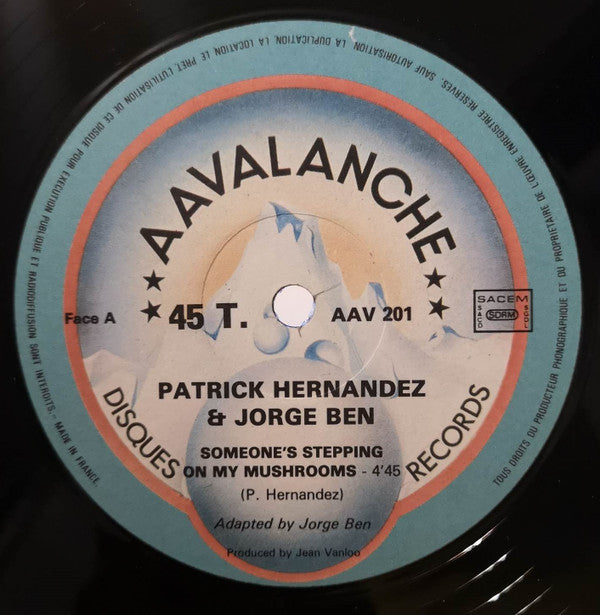 TOUS DROITS DU PRODUCTEUR PHONOGRAPHIQUE ET DU PROPRIETAIRE DE L'ŒUVRE ENREGISTREE RESERVES. SAUF AUTORISATION, LA DUPLICATION, LA LOCATION, LE PRET, L'UTILISATION DE CE DISQUE POUR EXECUTION PUBLIQUE ET RADIODIFFUSION SONT INTERDITS. - MADE IN FRANCE
★★ AAVALANCHE ★★
Face A
45 T.
AAV 201
SACEM
SACD
SDRM
SGDL
PATRICK HERNANDEZ
& JORGE BEN
DISQUES
RECORDS
SOMEONE'S STEPPING
ON MY MUSHROOMS - 4'45
(P. Hernandez)
Adapted by Jorge Ben
Produced by Jean Vanloo